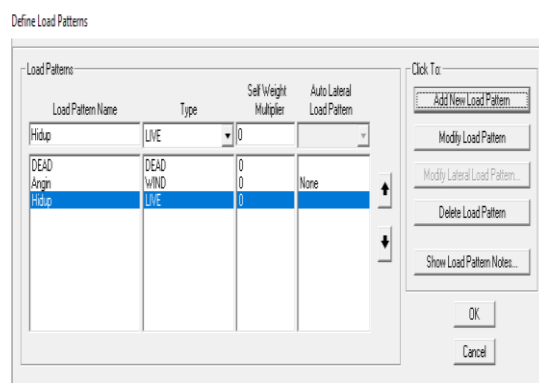 Define Load Patterns
Load Patterns
Load Pattern Name
Type
Self Weight
Multiplier
Auto Lateral
Load Pattern
Hidup LIVE 0
DEAD DEAD 0
Angin WIND 0 None
Hidup LIVE 0
Click To:
Add New Load Pattern
Modify Load Pattern
Modify Lateral Load Pattern...
Delete Load Pattern
Show Load Pattern Notes...
OK
Cancel